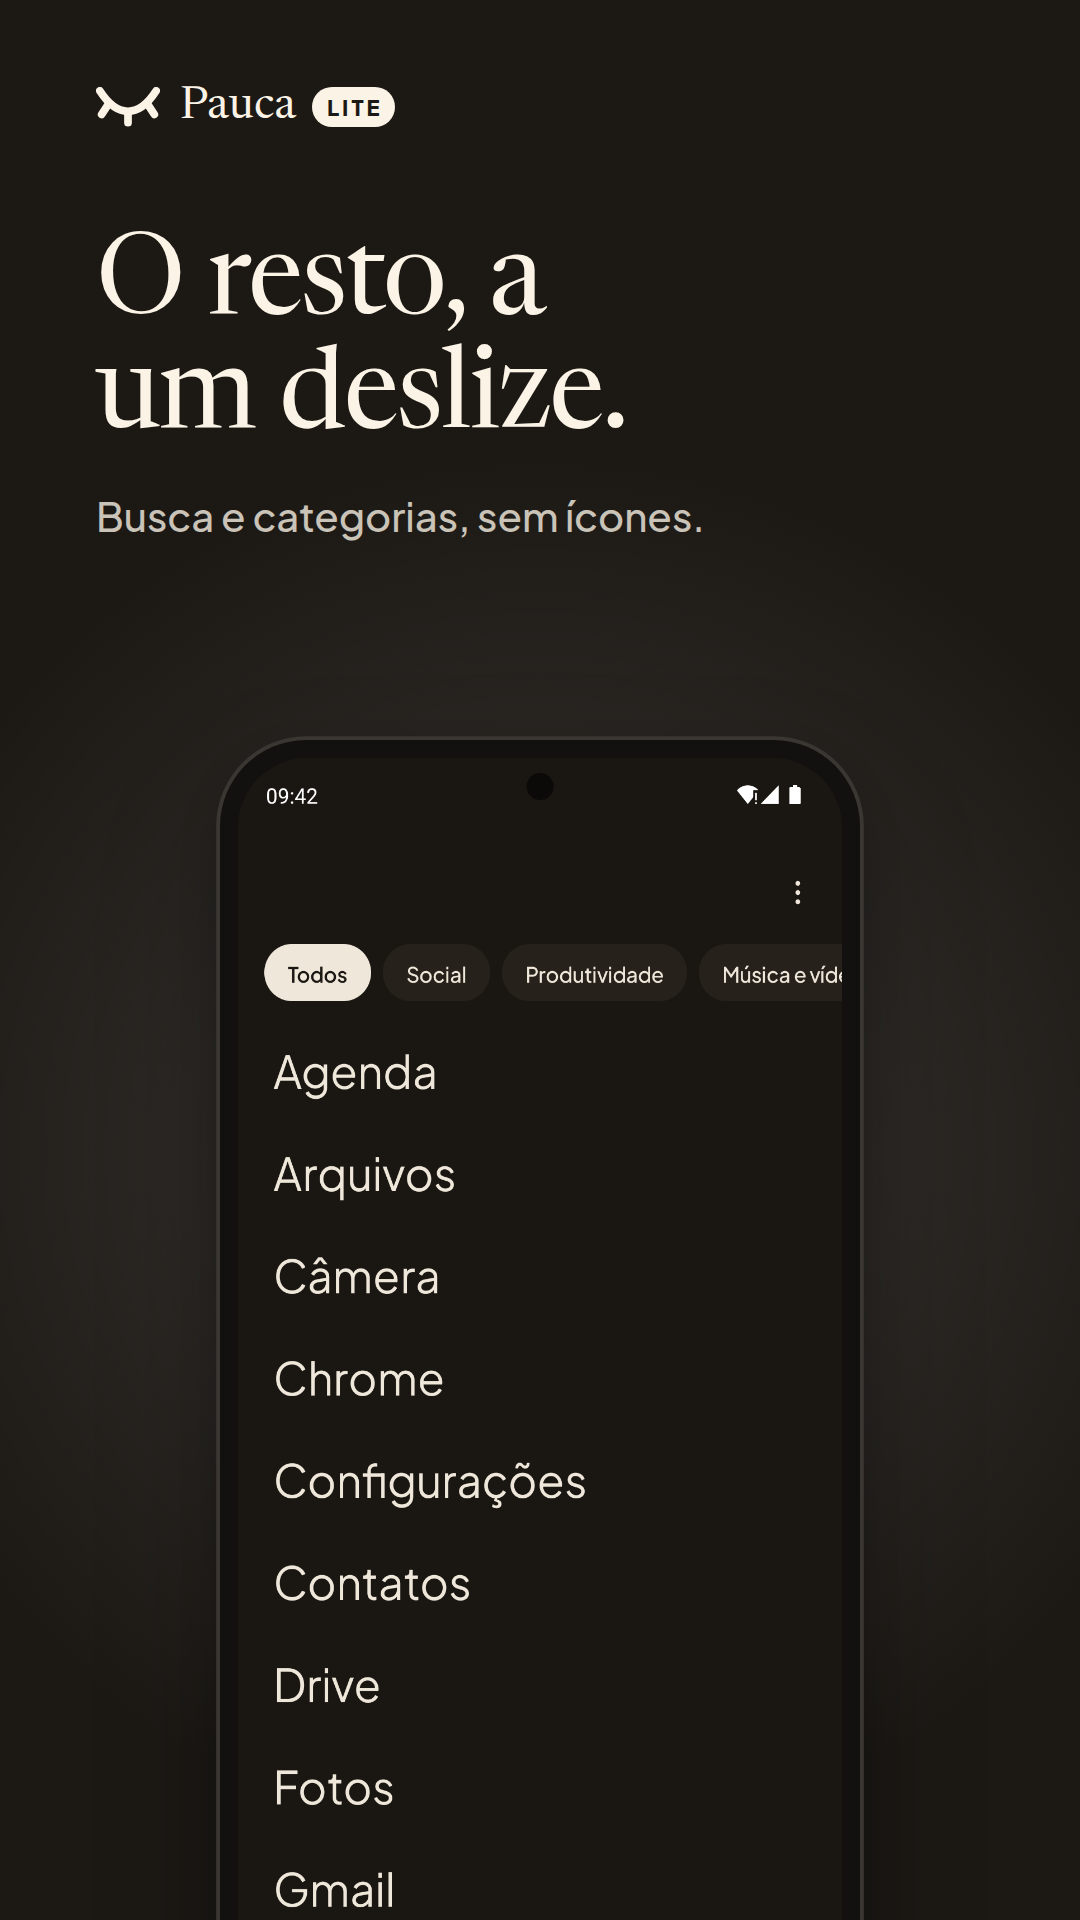 Pauca LITE
O resto, a
um deslize.
Busca e categorias, sem ícones.
09:42
Todos Social Produtividade Música e víde
Agenda
Arquivos
Câmera
Chrome
Configurações
Contatos
Drive
Fotos
Gmail